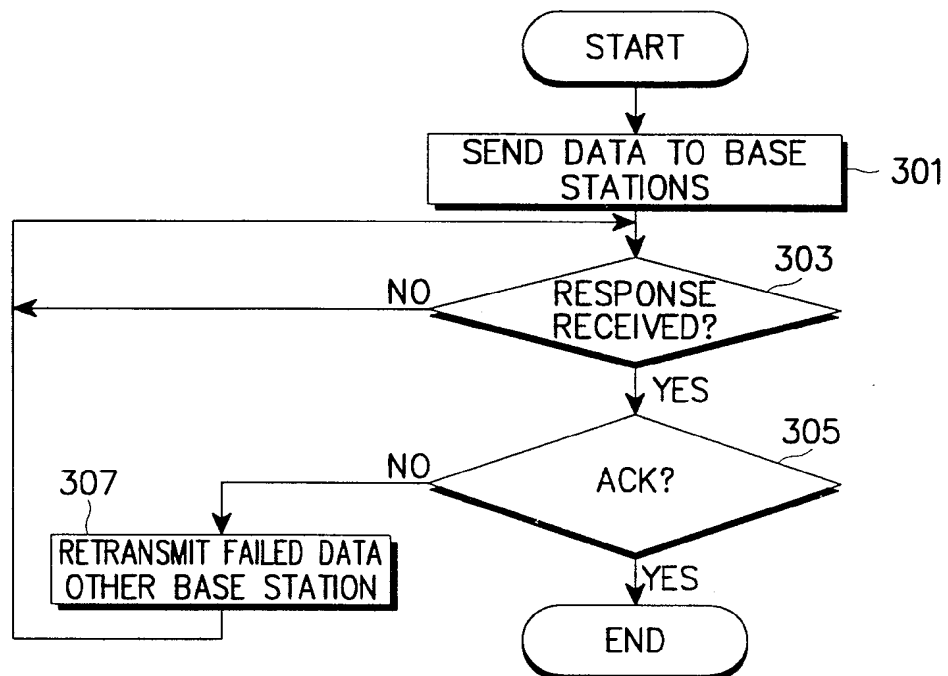 START
SEND DATA TO BASE
STATIONS
301
303
NO
RESPONSE
RECEIVED?
YES
305
NO
ACK?
307
RETRANSMIT FAILED DATA
OTHER BASE STATION
YES
END